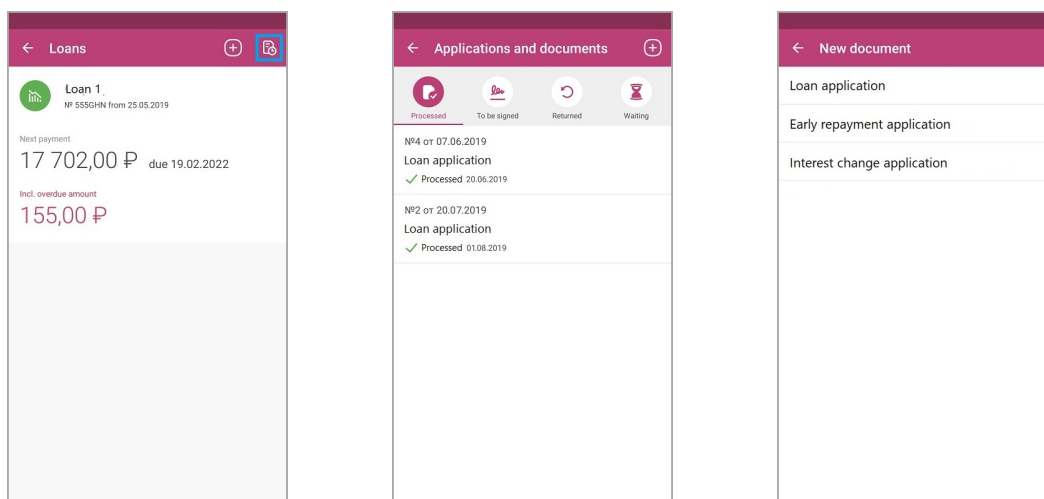 Loans
Loan 1
№ 555GHN from 25.05.2019
Next payment
17 702,00 ₽ due 19.02.2022
Incl. overdue amount
155,00 ₽
Applications and documents
Processed To be signed Returned Waiting
№4 от 07.06.2019
Loan application
Processed 20.06.2019
№2 от 20.07.2019
Loan application
Processed 01.08.2019
New document
Loan application
Early repayment application
Interest change application